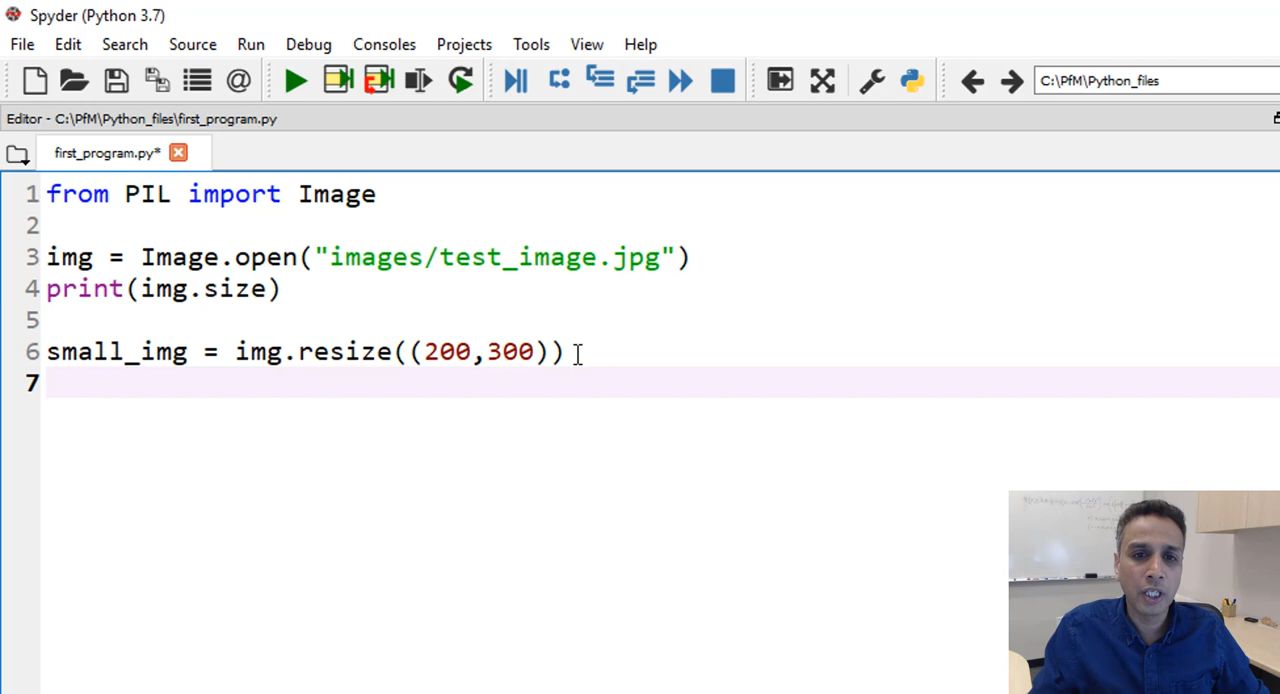 Spyder (Python 3.7)
File Edit Search Source Run Debug Consoles Projects Tools View Help
C:\PfM\Python_files
Editor - C:\PfM\Python_files\first_program.py
first_program.py*
1 from PIL import Image
2
3 img = Image.open("images/test_image.jpg")
4 print(img.size)
5
6 small_img = img.resize((200,300))
7